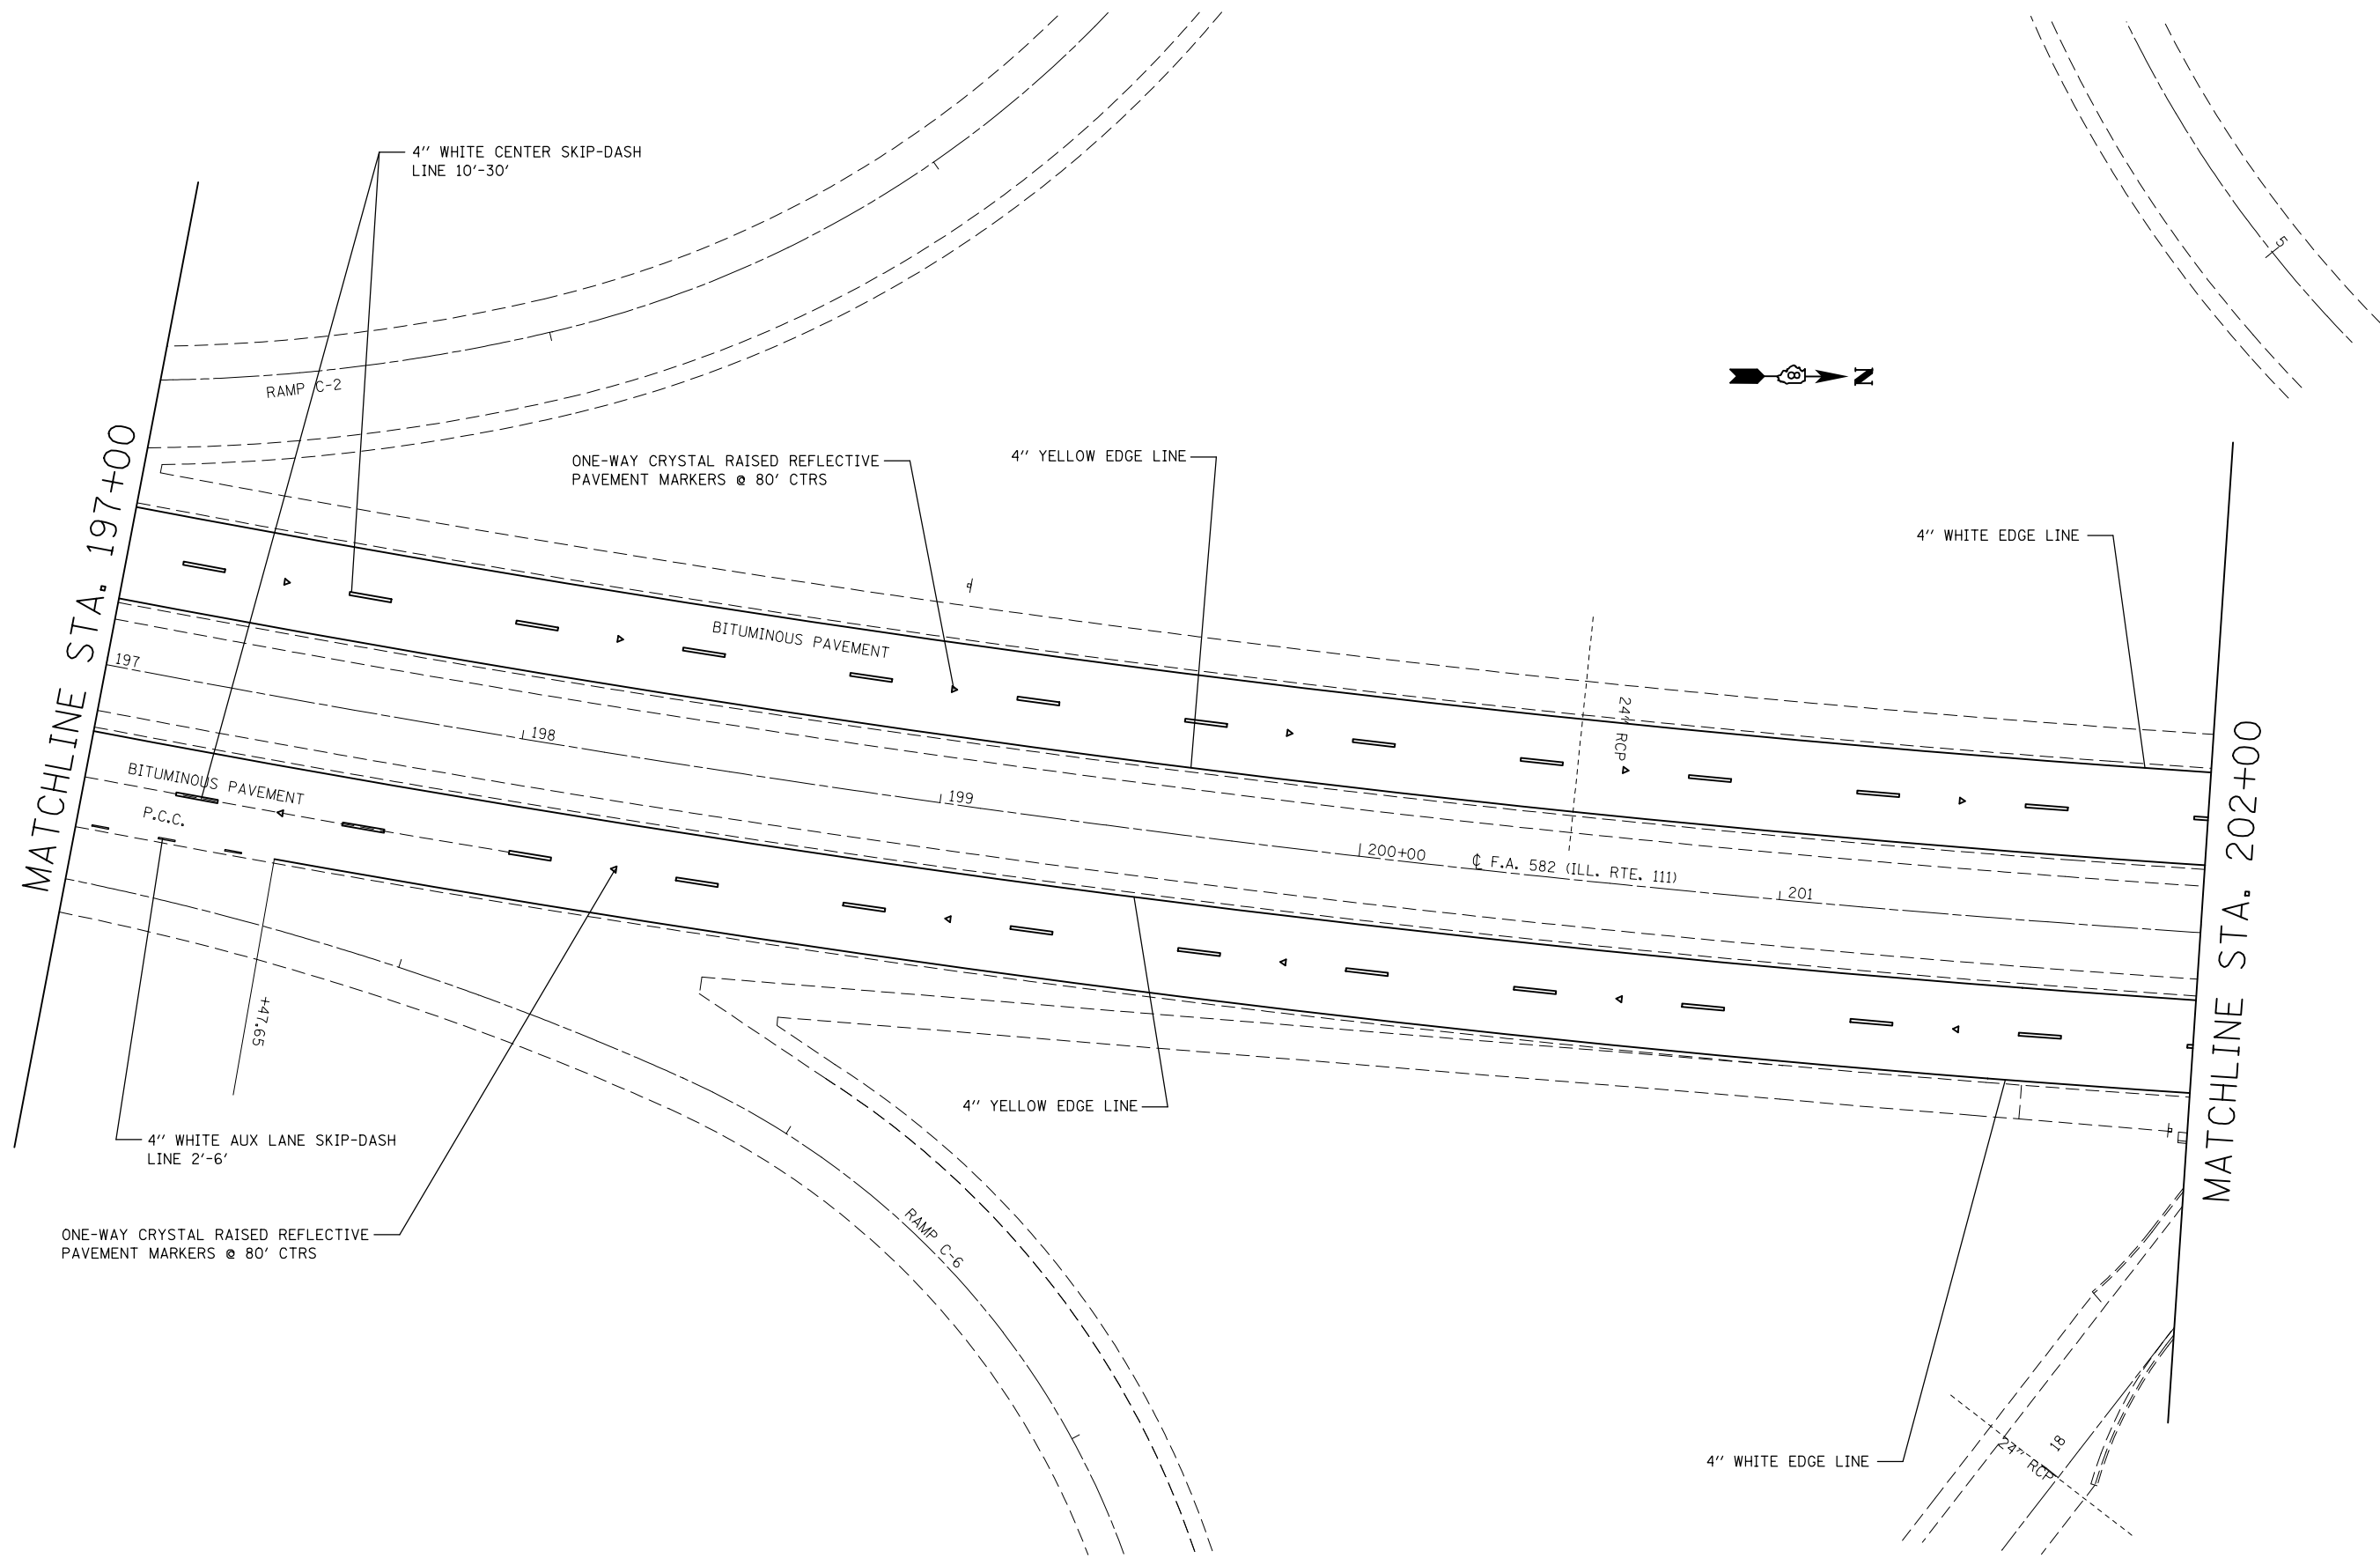 4" WHITE CENTER SKIP-DASH
LINE 10'-30'
5
N
RAMP C-2
MATCHLINE STA. 197+00
ONE-WAY CRYSTAL RAISED REFLECTIVE
PAVEMENT MARKERS @ 80' CTRS
4" YELLOW EDGE LINE
4" WHITE EDGE LINE
BITUMINOUS PAVEMENT
24" RCP
197
198
199
200+00
℄ F.A. 582 (ILL. RTE. 111)
201
BITUMINOUS PAVEMENT
P.C.C.
MATCHLINE STA. 202+00
+47.65
4" YELLOW EDGE LINE
4" WHITE AUX LANE SKIP-DASH
LINE 2'-6'
ONE-WAY CRYSTAL RAISED REFLECTIVE
PAVEMENT MARKERS @ 80' CTRS
RAMP C-6
4" WHITE EDGE LINE
18
24" RCP